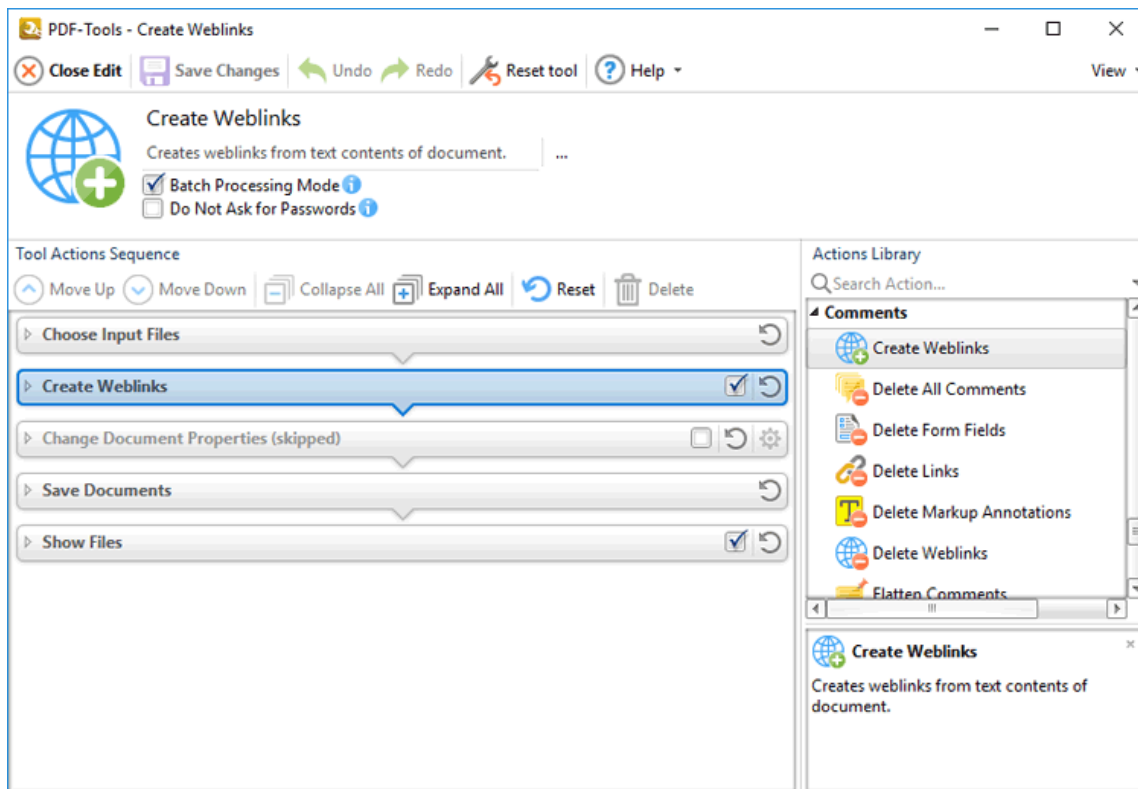 PDF-Tools - Create Weblinks
Close Edit Save Changes Undo Redo Reset tool ? Help View
Create Weblinks
Creates weblinks from text contents of document. ...
Batch Processing Mode i
Do Not Ask for Passwords i
Tool Actions Sequence
Move Up Move Down Collapse All Expand All Reset Delete
Choose Input Files
Create Weblinks
Change Document Properties (skipped)
Save Documents
Show Files
Actions Library
Search Action...
Comments
Create Weblinks
Delete All Comments
Delete Form Fields
Delete Links
T Delete Markup Annotations
Delete Weblinks
Flatten Comments
Create Weblinks
Creates weblinks from text contents of
document.